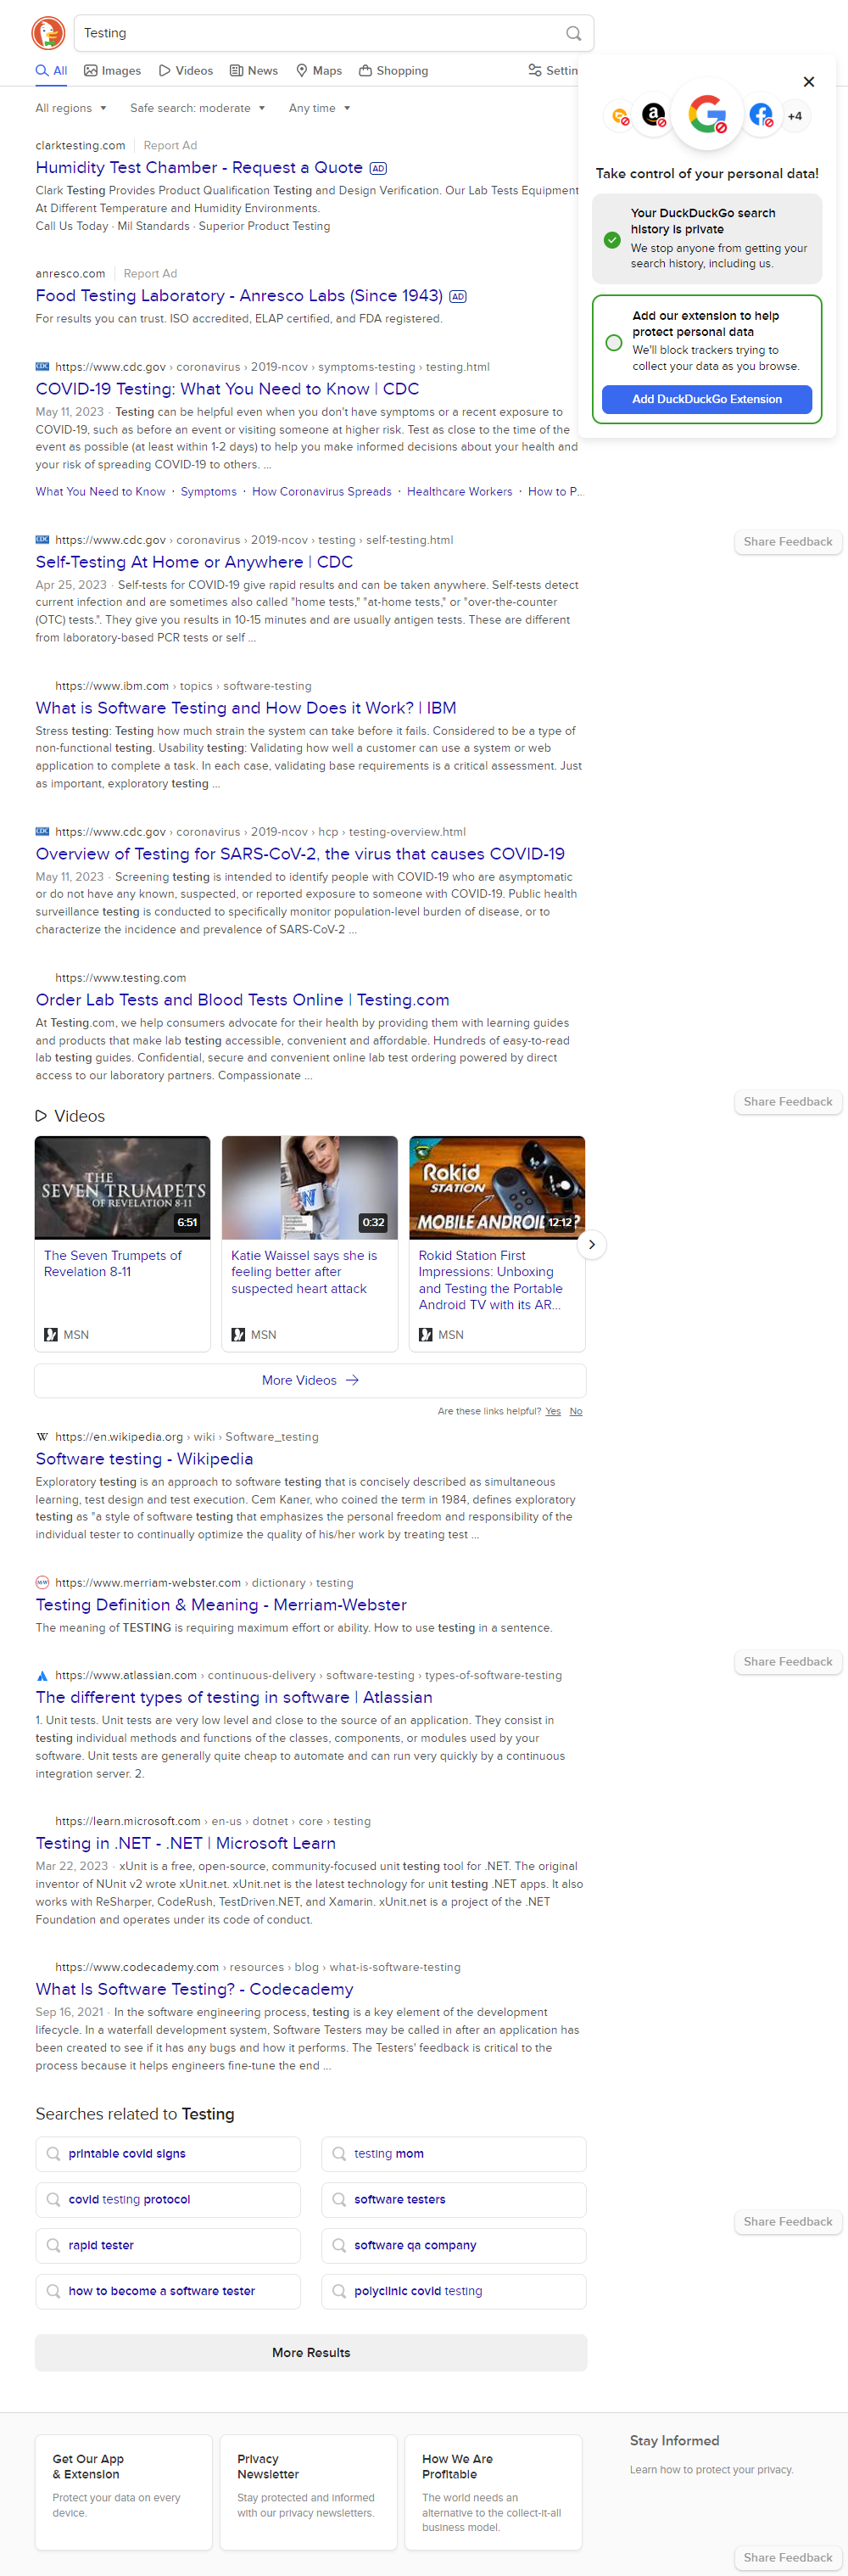 Testing
All
Images
Videos
News
Maps
Shopping
Settin
All regions
Safe search: moderate
Any time
+4
Take control of your personal data!
Your DuckDuckGo search
history is private
We stop anyone from getting your
search history, including us.
Add our extension to help
protect personal data
We'll block trackers trying to
collect your data as you browse.
Add DuckDuckGo Extension
clarktesting.com Report Ad
Humidity Test Chamber - Request a Quote AD
Clark Testing Provides Product Qualification Testing and Design Verification. Our Lab Tests Equipment
At Different Temperature and Humidity Environments.
Call Us Today · Mil Standards · Superior Product Testing
anresco.com Report Ad
Food Testing Laboratory - Anresco Labs (Since 1943) AD
For results you can trust. ISO accredited, ELAP certified, and FDA registered.
CDC https://www.cdc.gov › coronavirus › 2019-ncov › symptoms-testing › testing.html
COVID-19 Testing: What You Need to Know | CDC
May 11, 2023 · Testing can be helpful even when you don't have symptoms or a recent exposure to
COVID-19, such as before an event or visiting someone at higher risk. Test as close to the time of the
event as possible (at least within 1-2 days) to help you make informed decisions about your health and
your risk of spreading COVID-19 to others. ...
What You Need to Know · Symptoms · How Coronavirus Spreads · Healthcare Workers · How to P...
CDC https://www.cdc.gov › coronavirus › 2019-ncov › testing › self-testing.html
Share Feedback
Self-Testing At Home or Anywhere | CDC
Apr 25, 2023 · Self-tests for COVID-19 give rapid results and can be taken anywhere. Self-tests detect
current infection and are sometimes also called "home tests," "at-home tests," or "over-the-counter
(OTC) tests.". They give you results in 10-15 minutes and are usually antigen tests. These are different
from laboratory-based PCR tests or self ...
https://www.ibm.com › topics › software-testing
What is Software Testing and How Does it Work? | IBM
Stress testing: Testing how much strain the system can take before it fails. Considered to be a type of
non-functional testing. Usability testing: Validating how well a customer can use a system or web
application to complete a task. In each case, validating base requirements is a critical assessment. Just
as important, exploratory testing ...
CDC https://www.cdc.gov › coronavirus › 2019-ncov › hcp › testing-overview.html
Overview of Testing for SARS-CoV-2, the virus that causes COVID-19
May 11, 2023 · Screening testing is intended to identify people with COVID-19 who are asymptomatic
or do not have any known, suspected, or reported exposure to someone with COVID-19. Public health
surveillance testing is conducted to specifically monitor population-level burden of disease, or to
characterize the incidence and prevalence of SARS-CoV-2 ...
https://www.testing.com
Order Lab Tests and Blood Tests Online | Testing.com
At Testing.com, we help consumers advocate for their health by providing them with learning guides
and products that make lab testing accessible, convenient and affordable. Hundreds of easy-to-read
lab testing guides. Confidential, secure and convenient online lab test ordering powered by direct
access to our laboratory partners. Compassionate ...
Share Feedback
Videos
THE
SEVEN TRUMPETS
OF REVELATION 8-11
6:51
The Seven Trumpets of
Revelation 8-11
MSN
0:32
Katie Waissel says she is
feeling better after
suspected heart attack
MSN
Rokid
STATION
MOBILE ANDROID ?
12:12
Rokid Station First
Impressions: Unboxing
and Testing the Portable
Android TV with its AR...
MSN
More Videos
Are these links helpful? Yes No
W https://en.wikipedia.org › wiki › Software_testing
Software testing - Wikipedia
Exploratory testing is an approach to software testing that is concisely described as simultaneous
learning, test design and test execution. Cem Kaner, who coined the term in 1984, defines exploratory
testing as "a style of software testing that emphasizes the personal freedom and responsibility of the
individual tester to continually optimize the quality of his/her work by treating test ...
https://www.merriam-webster.com › dictionary › testing
Testing Definition & Meaning - Merriam-Webster
The meaning of TESTING is requiring maximum effort or ability. How to use testing in a sentence.
Share Feedback
https://www.atlassian.com › continuous-delivery › software-testing › types-of-software-testing
The different types of testing in software | Atlassian
1. Unit tests. Unit tests are very low level and close to the source of an application. They consist in
testing individual methods and functions of the classes, components, or modules used by your
software. Unit tests are generally quite cheap to automate and can run very quickly by a continuous
integration server. 2.
https://learn.microsoft.com › en-us › dotnet › core › testing
Testing in .NET - .NET | Microsoft Learn
Mar 22, 2023 · xUnit is a free, open-source, community-focused unit testing tool for .NET. The original
inventor of NUnit v2 wrote xUnit.net. xUnit.net is the latest technology for unit testing .NET apps. It also
works with ReSharper, CodeRush, TestDriven.NET, and Xamarin. xUnit.net is a project of the .NET
Foundation and operates under its code of conduct.
https://www.codecademy.com › resources › blog › what-is-software-testing
What Is Software Testing? - Codecademy
Sep 16, 2021 · In the software engineering process, testing is a key element of the development
lifecycle. In a waterfall development system, Software Testers may be called in after an application has
been created to see if it has any bugs and how it performs. The Testers' feedback is critical to the
process because it helps engineers fine-tune the end ...
Searches related to Testing
printable covid signs
testing mom
covid testing protocol
software testers
rapid tester
software qa company
how to become a software tester
polyclinic covid testing
Share Feedback
More Results
Get Our App
& Extension
Protect your data on every
device.
Privacy
Newsletter
Stay protected and informed
with our privacy newsletters.
How We Are
Profitable
The world needs an
alternative to the collect-it-all
business model.
Stay Informed
Learn how to protect your privacy.
Share Feedback